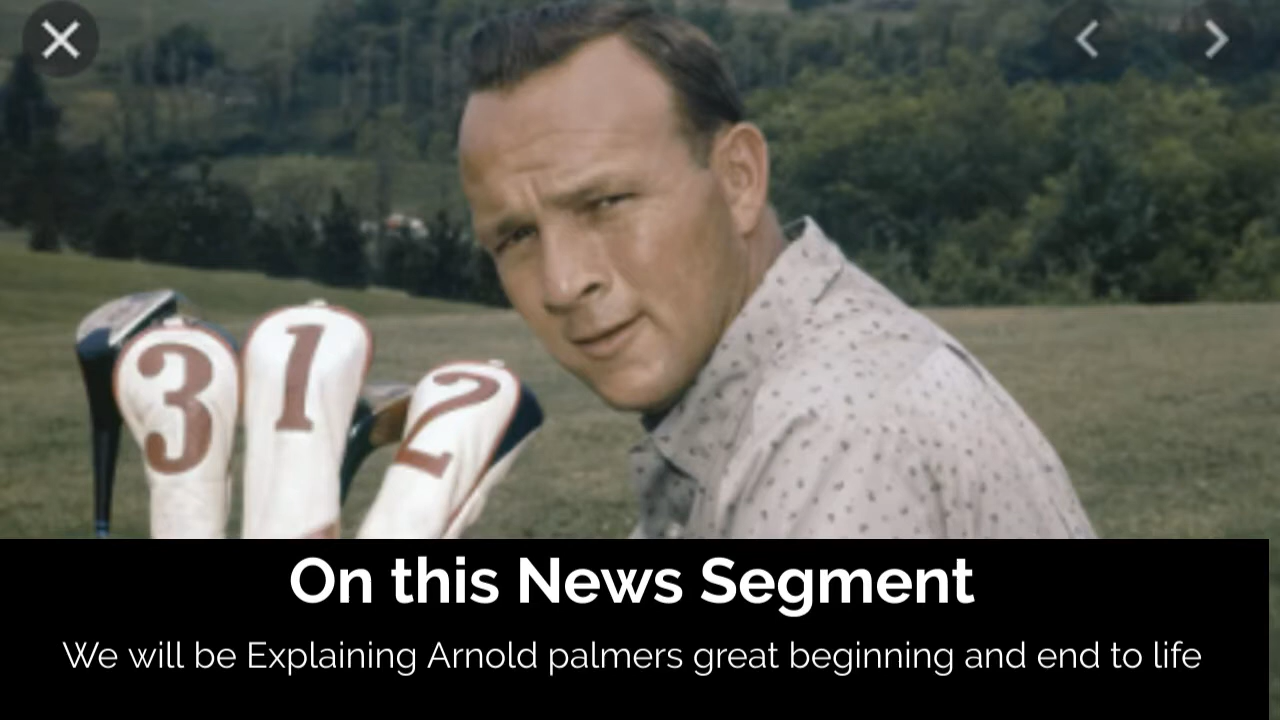 3 1 2
On this News Segment
We will be Explaining Arnold palmers great beginning and end to life